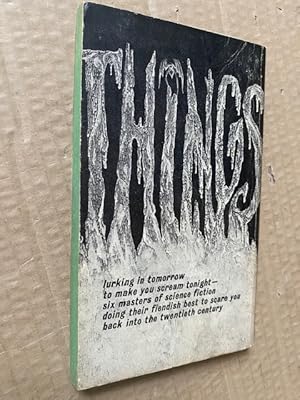 THINGS
lurking in tomorrow
to make you scream tonight—
six masters of science fiction
doing their fiendish best to scare you
back into the twentieth century